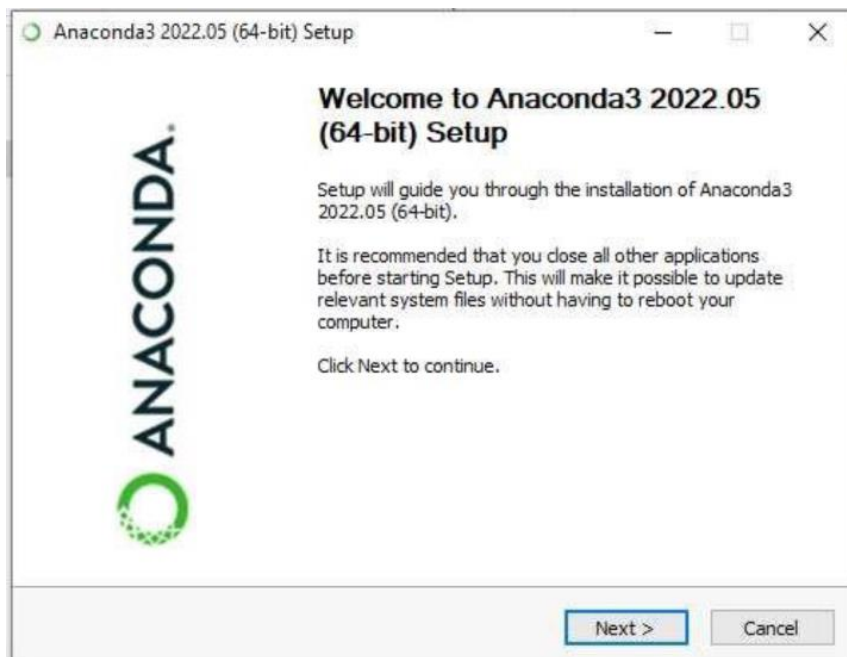 Anaconda3 2022.05 (64-bit) Setup
Welcome to Anaconda3 2022.05
(64-bit) Setup
Setup will guide you through the installation of Anaconda3
2022.05 (64-bit).
It is recommended that you close all other applications
before starting Setup. This will make it possible to update
relevant system files without having to reboot your
computer.
Click Next to continue.
ANACONDA.
Next >
Cancel